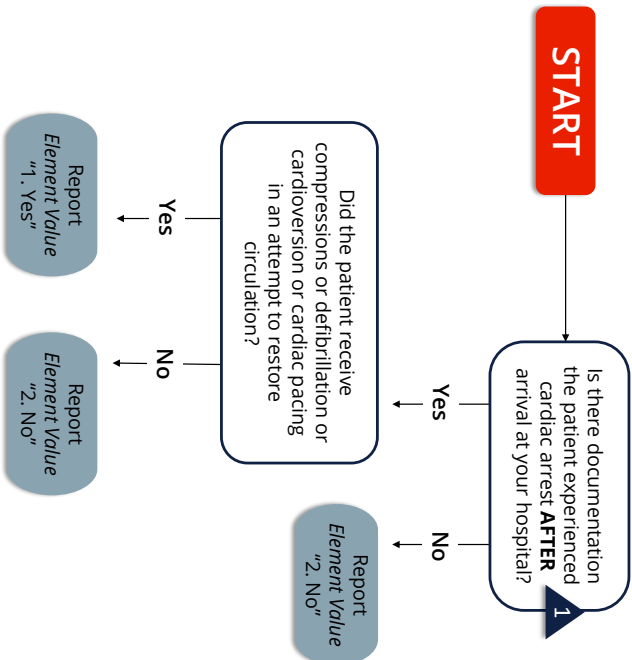 START
Is there documentation
the patient experienced
cardiac arrest AFTER
arrival at your hospital?
1
Yes
No
Report
Element Value
“2. No”
Did the patient receive
compressions or defibrillation or
cardioversion or cardiac pacing
in an attempt to restore
circulation?
Yes
No
Report
Element Value
“1. Yes”
Report
Element Value
“2. No”